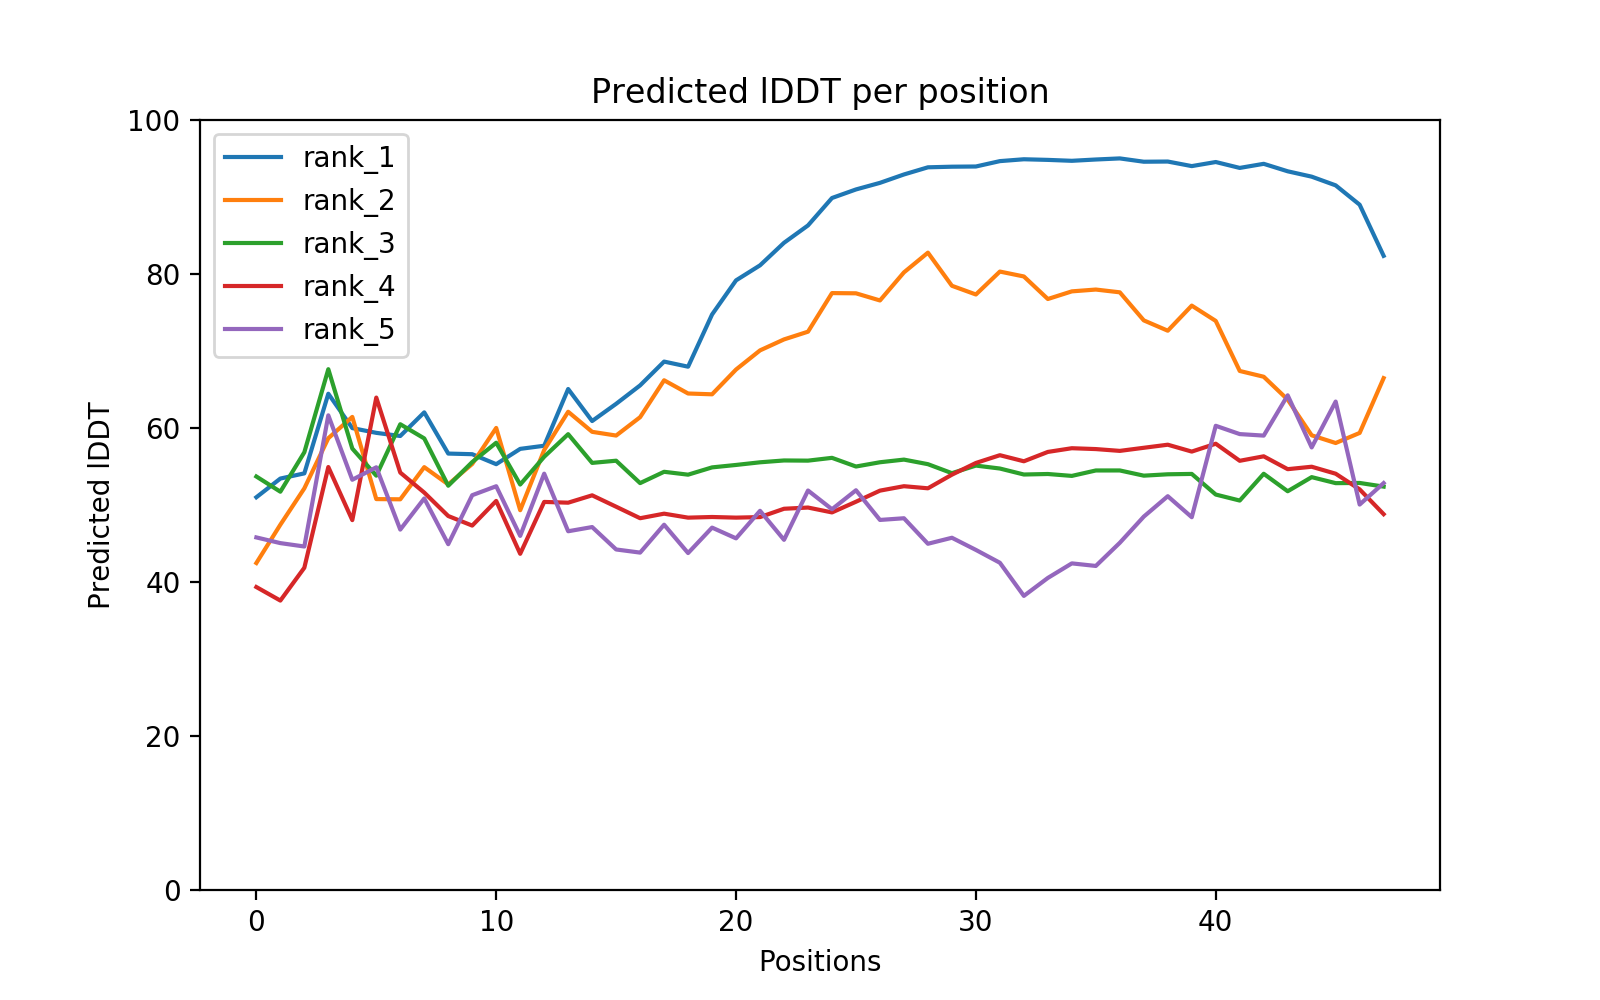 Predicted lDDT per position
100
80
60
40
20
0
Predicted lDDT
rank_1
rank_2
rank_3
rank_4
rank_5
0 10 20 30 40
Positions